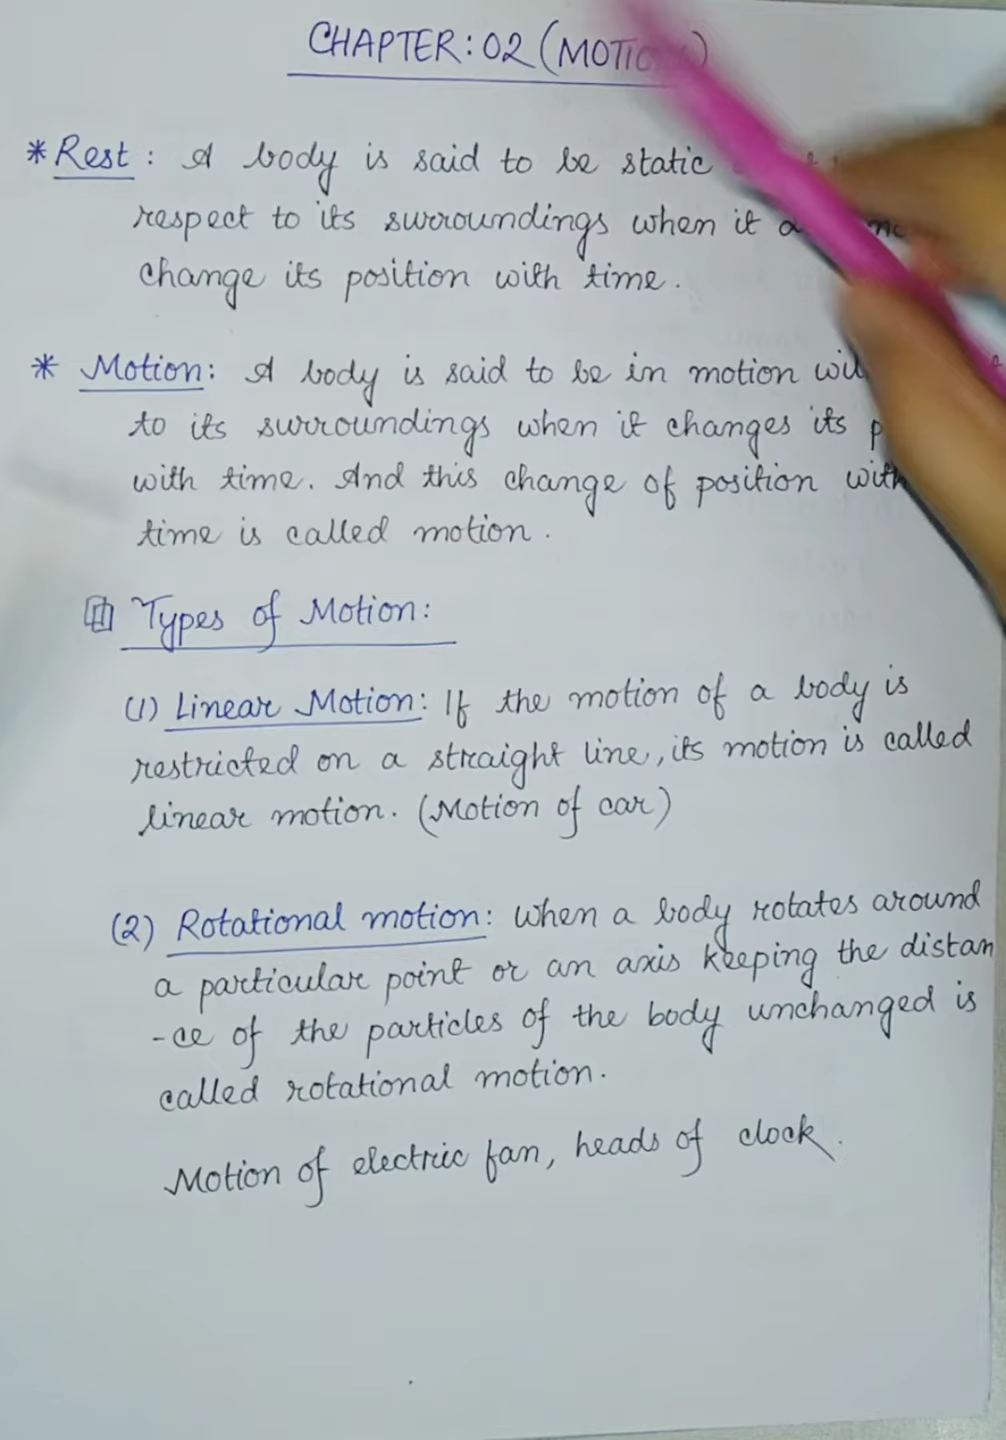 CHAPTER: 02 (MOTION)
* Rest : A body is said to be static
respect to its surroundings when it
change its position with time.
* Motion: A body is said to be in motion
to its surroundings when it changes its
with time. And this change of position with
time is called motion.
Types of Motion:
(1) Linear Motion: If the motion of a body is
restricted on a straight line, its motion is called
linear motion. (Motion of car)
(2) Rotational motion: when a body rotates around
a particular point or an axis keeping the distan
-ce of the particles of the body unchanged is
called rotational motion.
Motion of electric fan, heads of clock.